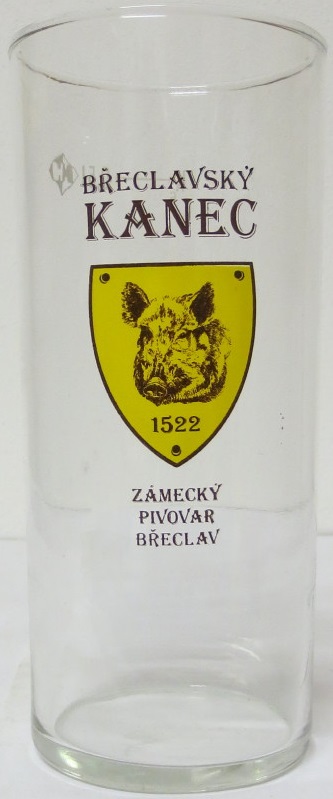 BŘECLAVSKÝ
KANEC
1522
ZÁMECKÝ
PIVOVAR
BŘECLAV